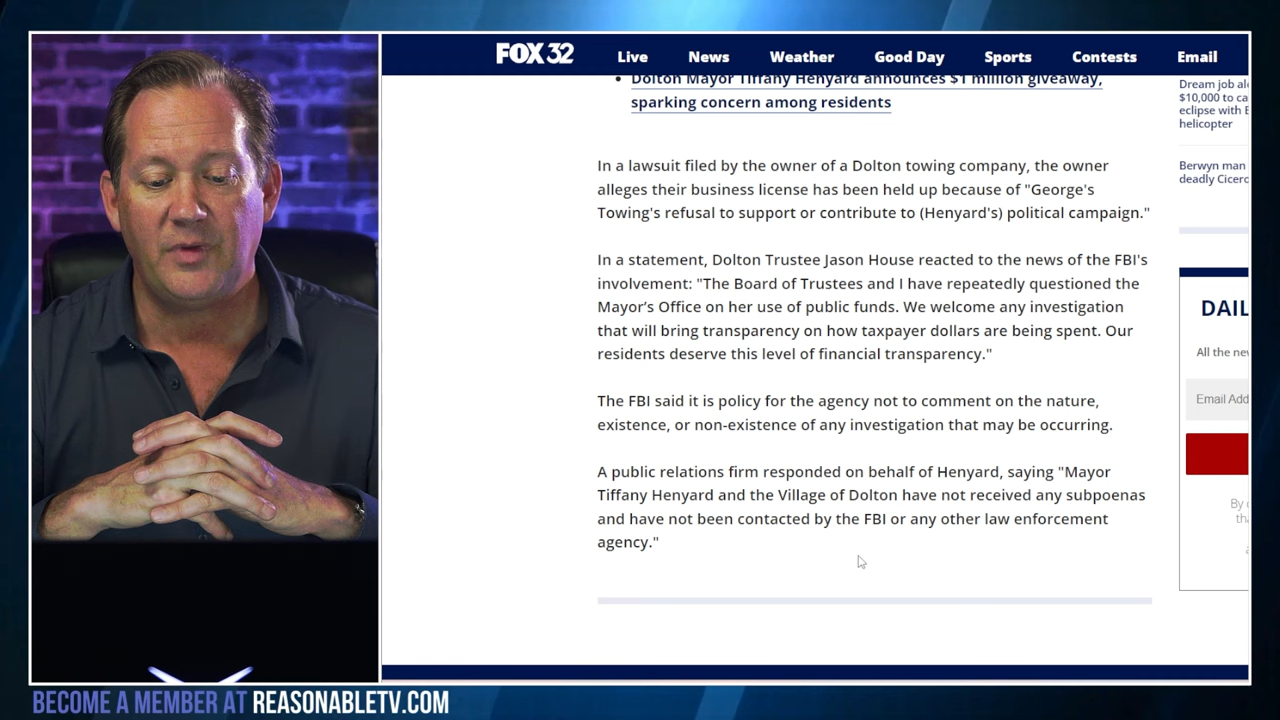 FOX 32
Live News Weather Good Day Sports Contests Email
Dolton Mayor Tiffany Henyard announces $1 million giveaway,
sparking concern among residents
In a lawsuit filed by the owner of a Dolton towing company, the owner
alleges their business license has been held up because of "George's
Towing's refusal to support or contribute to (Henyard's) political campaign."
In a statement, Dolton Trustee Jason House reacted to the news of the FBI's
involvement: "The Board of Trustees and I have repeatedly questioned the
Mayor's Office on her use of public funds. We welcome any investigation
that will bring transparency on how taxpayer dollars are being spent. Our
residents deserve this level of financial transparency."
The FBI said it is policy for the agency not to comment on the nature,
existence, or non-existence of any investigation that may be occurring.
A public relations firm responded on behalf of Henyard, saying "Mayor
Tiffany Henyard and the Village of Dolton have not received any subpoenas
and have not been contacted by the FBI or any other law enforcement
agency."
Dream job
$10,000 to
eclipse with
helicopter
Berwyn man
deadly
All the
Email
By
BECOME A MEMBER AT REASONABLETV.COM